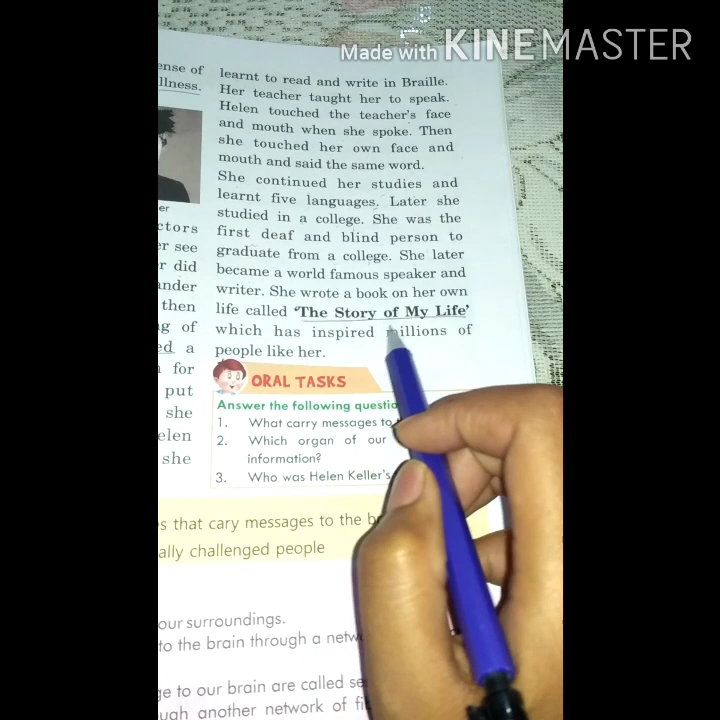 Made with KINEMASTER
ense of
llness.
er
ctors
er see
r did
ander
then
g of
ed a
for
put
she
elen
she
learnt to read and write in Braille.
Her teacher taught her to speak.
Helen touched the teacher's face
and mouth when she spoke. Then
she touched her own face and
mouth and said the same word.
She continued her studies and
learnt five languages. Later she
studied in a college. She was the
first deaf and blind person to
graduate from a college. She later
became a world famous speaker and
writer. She wrote a book on her own
life called 'The Story of My Life'
which has inspired millions of
people like her.
ORAL TASKS
Answer the following questio
1. What carry messages to
2. Which organ of our
information?
3. Who was Helen Keller's
s that cary messages to the b
ally challenged people
our surroundings.
to the brain through a netw
ge to our brain are called se
ugh another network of fi